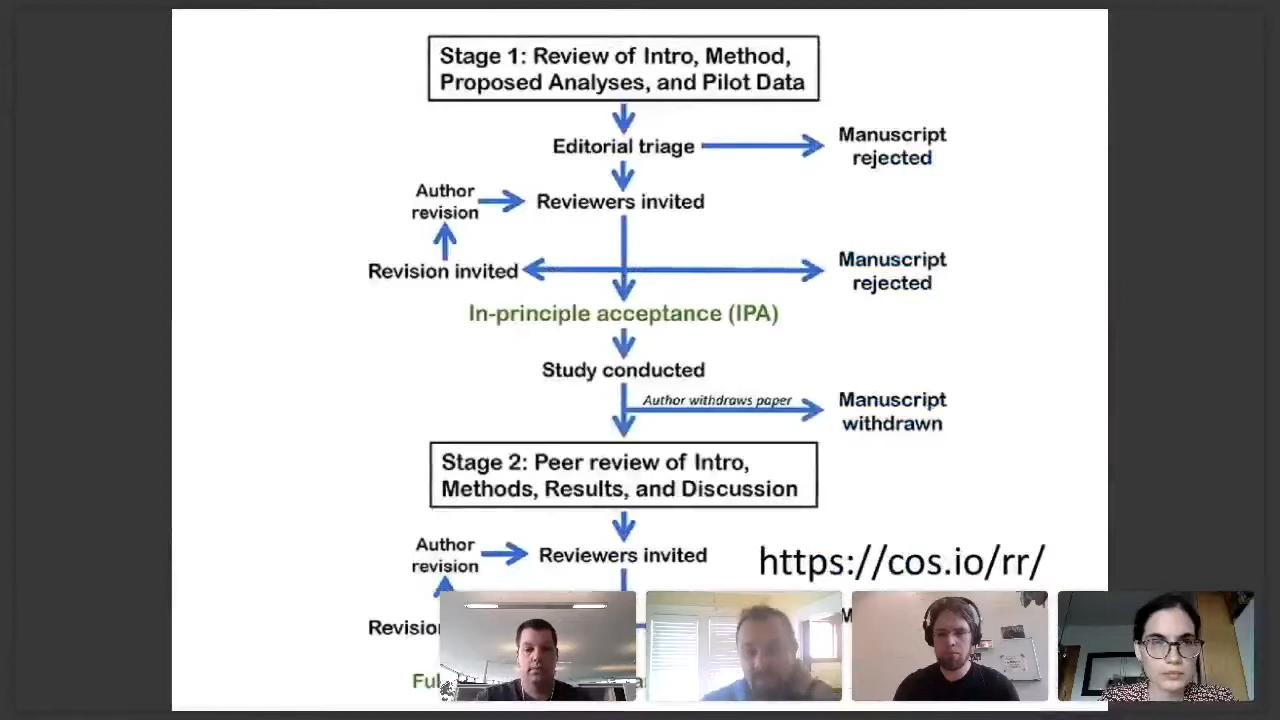 Stage 1: Review of Intro, Method,
Proposed Analyses, and Pilot Data
Editorial triage
Manuscript
rejected
Author
revision
Reviewers invited
Revision invited
Manuscript
rejected
In-principle acceptance (IPA)
Study conducted
Author withdraws paper
Manuscript
withdrawn
Stage 2: Peer review of Intro,
Methods, Results, and Discussion
Author
revision
Reviewers invited
https://cos.io/rr/